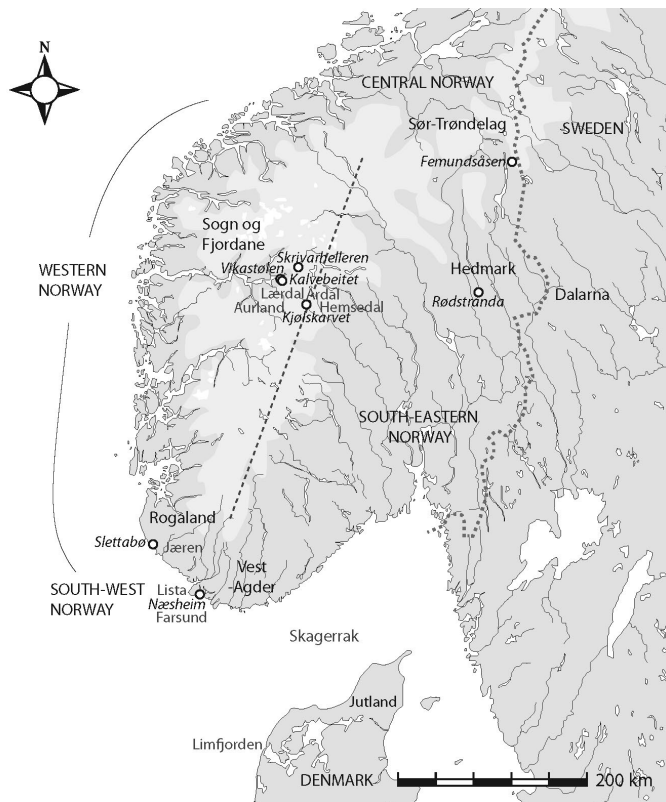 N
CENTRAL NORWAY
Sør-Trøndelag
SWEDEN
Femundsåsen
Sogn og
Fjordane
Skrivarhelleren
Vikastølen
Kalvebeitet
WESTERN
NORWAY
Hedmark
Lærdal
Årdal
Rødstranda
Dalarna
Aurland
Hemsedal
Kjølskarvet
SOUTH-EASTERN
NORWAY
Rogaland
Slettabø
Jæren
Vest
-Agder
SOUTH-WEST
NORWAY
Lista
Næsheim
Farsund
Skagerrak
Jutland
Limfjorden
DENMARK
200 km